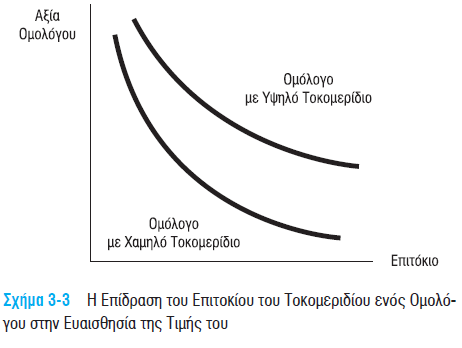 Αξία
Ομολόγου
Ομόλογο
με Υψηλό Τοκομερίδιο
Ομόλογο
με Χαμηλό Τοκομερίδιο
Επιτόκιο
Σχήμα 3-3 Η Επίδραση του Επιτοκίου του Τοκομεριδίου ενός Ομολό-
γου στην Ευαισθησία της Τιμής του